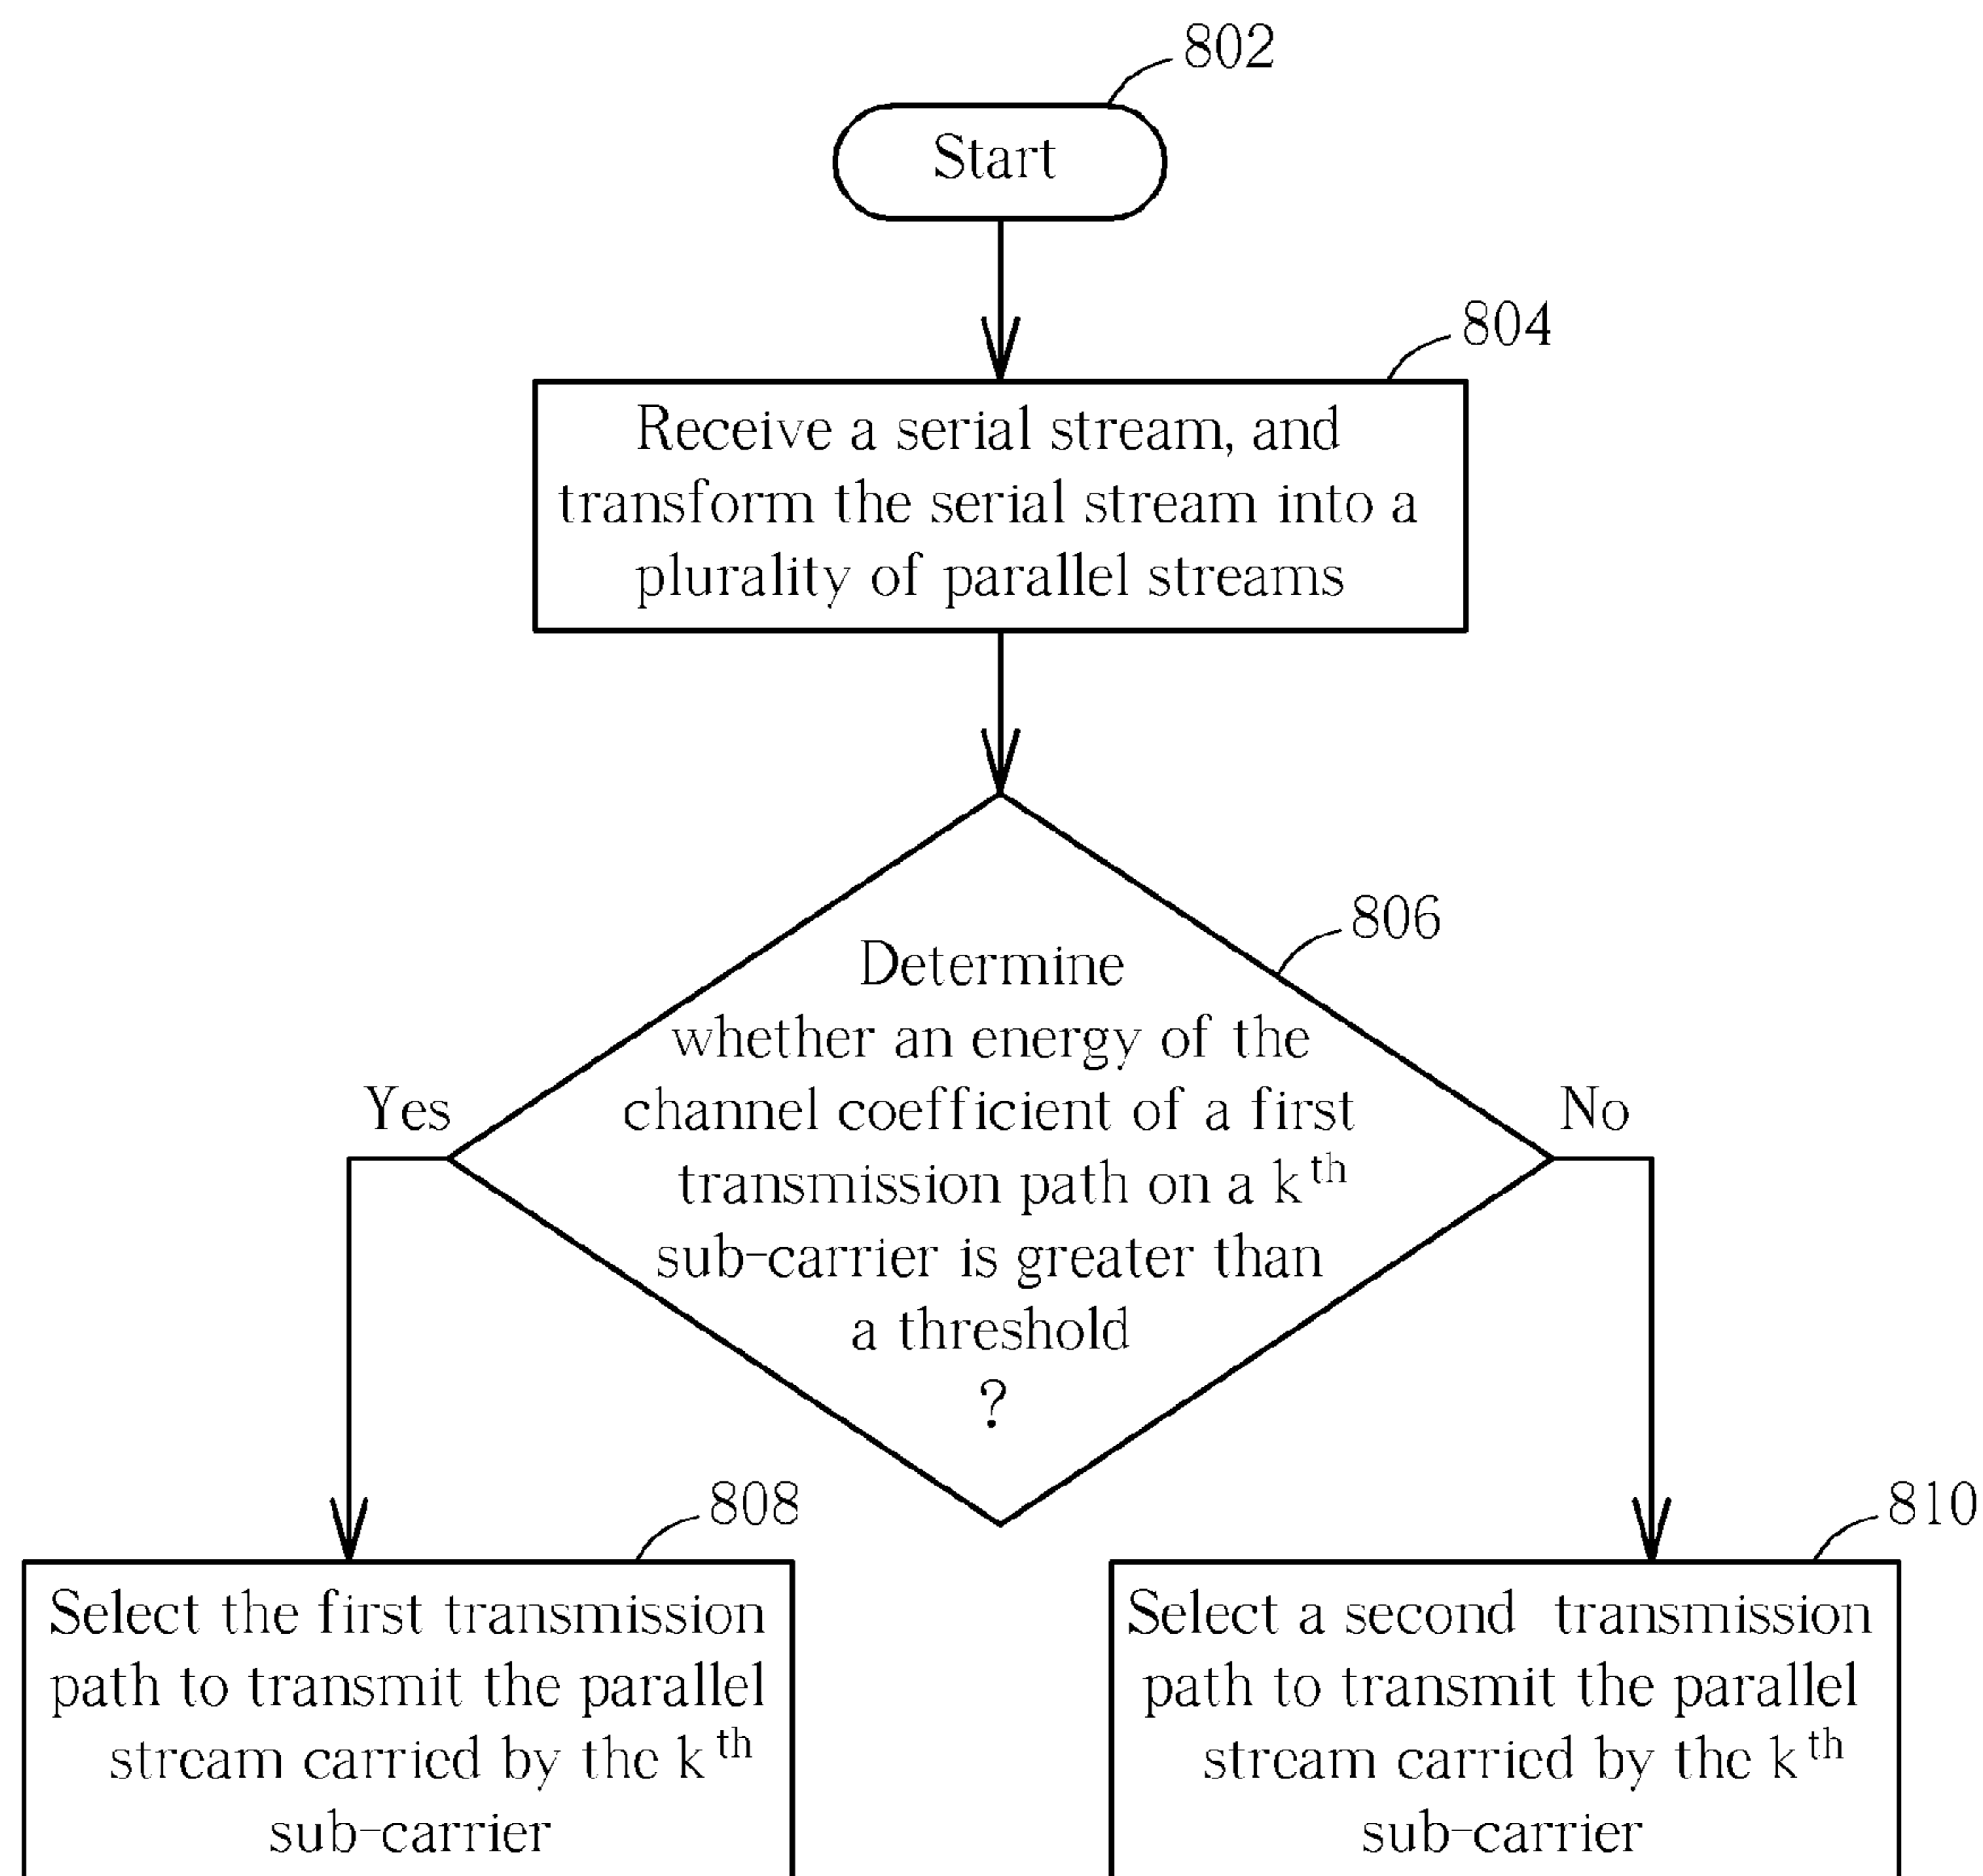 802
Start
804
Receive a serial stream, and
transform the serial stream into a
plurality of parallel streams
806
Determine
whether an energy of the
channel coefficient of a first
transmission path on a k th
sub-carrier is greater than
a threshold
?
Yes
No
808
Select the first transmission
path to transmit the parallel
stream carried by the k th
sub-carrier
810
Select a second transmission
path to transmit the parallel
stream carried by the k th
sub-carrier